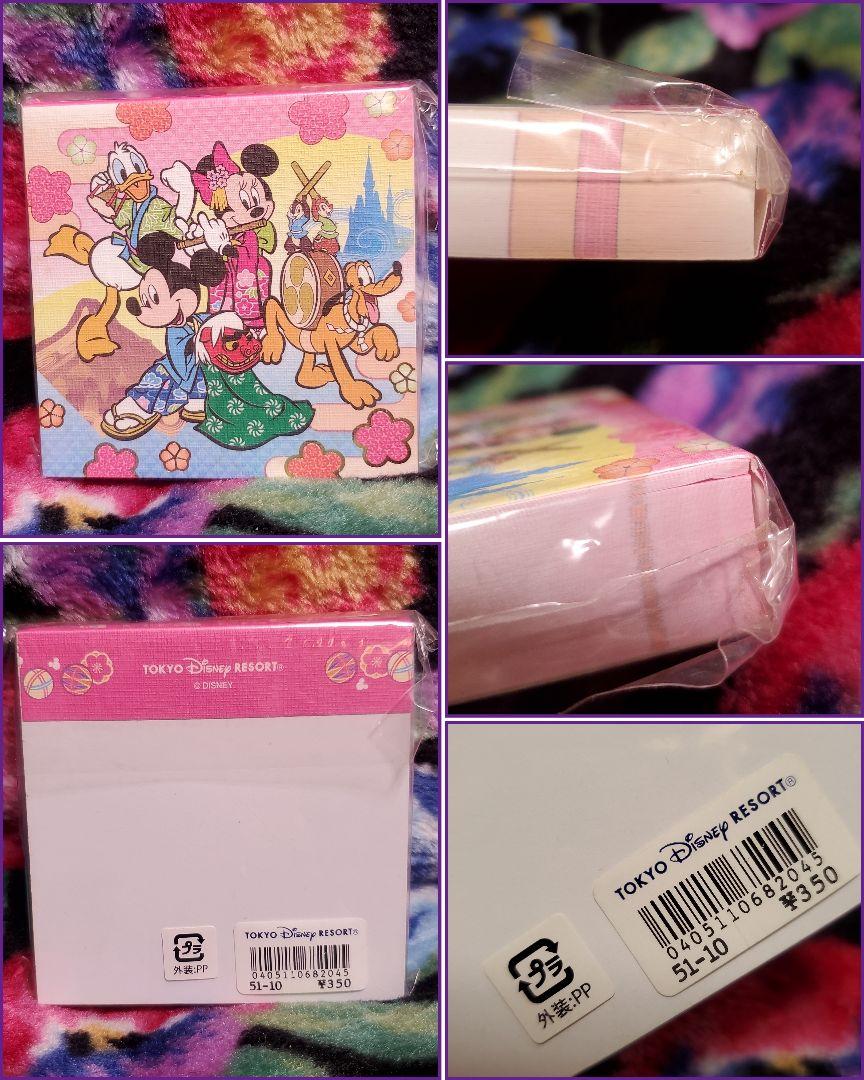 TOKYO Disney RESORT®
© DISNEY
プラ
外装:PP
TOKYO Disney RESORT®
0405110682045
51-10 ¥350
TOKYO Disney RESORT®
0405110682045
51-10 ¥350
プラ
外装:PP